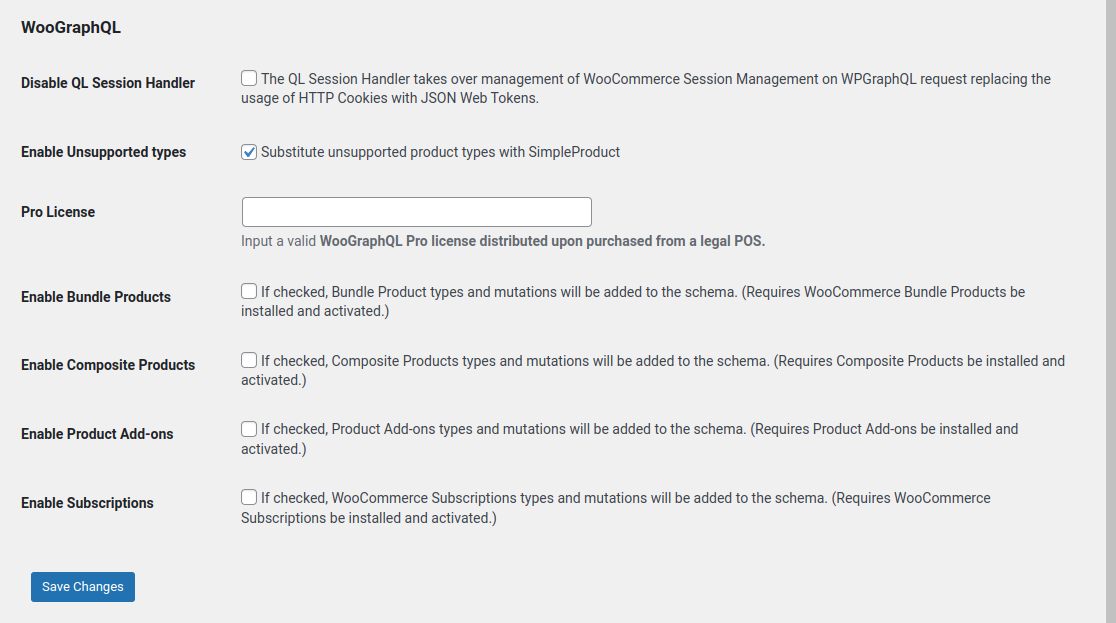 WooGraphQL
Disable QL Session Handler
The QL Session Handler takes over management of WooCommerce Session Management on WPGraphQL request replacing the
usage of HTTP Cookies with JSON Web Tokens.
Enable Unsupported types
Substitute unsupported product types with SimpleProduct
Pro License
Input a valid WooGraphQL Pro license distributed upon purchased from a legal POS.
Enable Bundle Products
If checked, Bundle Product types and mutations will be added to the schema. (Requires WooCommerce Bundle Products be
installed and activated.)
Enable Composite Products
If checked, Composite Products types and mutations will be added to the schema. (Requires Composite Products be installed and
activated.)
Enable Product Add-ons
If checked, Product Add-ons types and mutations will be added to the schema. (Requires Product Add-ons be installed and
activated.)
Enable Subscriptions
If checked, WooCommerce Subscriptions types and mutations will be added to the schema. (Requires WooCommerce
Subscriptions be installed and activated.)
Save Changes